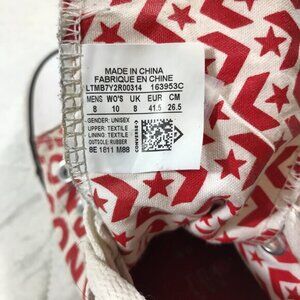 MADE IN CHINA
FABRIQUE EN CHINE
LTMB7Y2R00314 163953C
MENS WO'S UK EUR CM
8 10 8 41.5 26.5
GENDER: UNISEX
UPPER: TEXTILE
LINING: TEXTILE
OUTSOLE: RUBBER
8E 1811 M88
CONVERSE